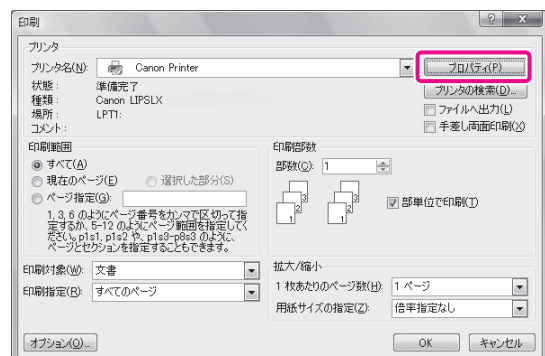 印刷
プリンタ
プリンタ名(N): Canon Printer
プロパティ(P)
状態: 準備完了
プリンタの検索(D)...
種類: Canon LIPSLX
場所: LPT1:
ファイルへ出力(L)
コメント:
手差し両面印刷(X)
印刷範囲
すべて(A)
現在のページ(E) 選択した部分(S)
ページ指定(G):
1, 3, 6 のようにページ番号をカンマで区切って指
定するか、5-12 のようにページ範囲を指定してく
ださい。p1s1, p1s2 や、p1s3-p8s3 のように、
ページとセクションを指定することもできます。
印刷部数
部数(C): 1
1 2 3 1 2 3
部単位で印刷(T)
印刷対象(W): 文書
印刷指定(R): すべてのページ
拡大/縮小
1 枚あたりのページ数(H): 1 ページ
用紙サイズの指定(Z): 倍率指定なし
オプション(O)...
OK キャンセル